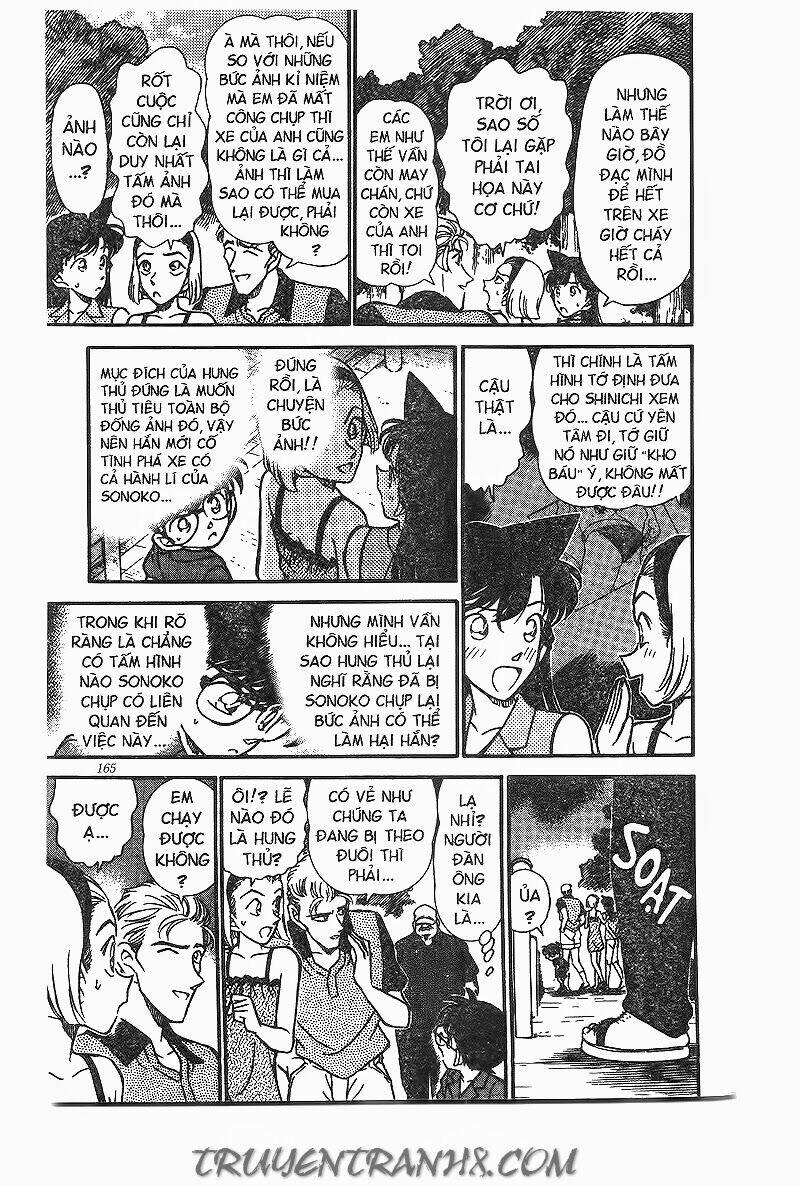 NHƯNG
LÀM THẾ
NÀO BÂY
GIỜ, ĐỒ
ĐẠC MÌNH
ĐỂ HẾT
TRÊN XE
GIỜ CHÁY
HẾT CẢ
RỒI...
TRỜI ƠI,
SAO SỐ
TÔI LẠI GẶP
PHẢI TAI
HỌA NÀY
CƠ CHỨ!
CÁC
EM NHƯ
THẾ VẪN
CÒN MAY
CHÁN, CHỨ
CÒN XE
CỦA ANH
THÌ TOI
RỒI!
À MÀ THÔI, NẾU
SO VỚI NHỮNG
BỨC ẢNH KỈ NIỆM
MÀ EM ĐÃ MẤT
CÔNG CHỤP THÌ
XE CỦA ANH CŨNG
KHÔNG LÀ GÌ CẢ...
ẢNH THÌ LÀM
SAO CÓ THỂ MUA
LẠI ĐƯỢC, PHẢI
KHÔNG
?
RỐT
CUỘC
CŨNG CHỈ
CÒN LẠI
DUY NHẤT
TẤM ẢNH
ĐÓ MÀ
THÔI...
ẢNH
NÀO
...?
THÌ CHÍNH LÀ TẤM
HÌNH TỚ ĐỊNH ĐƯA
CHO SHINICHI XEM
ĐÓ... CẬU CỨ YÊN
TÂM ĐI, TỚ GIỮ
NÓ NHƯ GIỮ "KHO
BÁU" Ý, KHÔNG MẤT
ĐƯỢC ĐÂU!!
CẬU
THẬT
LÀ...
ĐÚNG
RỒI, LÀ
CHUYỆN
BỨC
ẢNH!!
MỤC ĐÍCH CỦA HUNG
THỦ ĐÚNG LÀ MUỐN
THỦ TIÊU TOÀN BỘ
ĐỐNG ẢNH ĐÓ, VẬY
NÊN HẮN MỚI CỐ
TÌNH PHÁ XE CÓ
CẢ HÀNH LÍ CỦA
SONOKO...
NHƯNG MÌNH VẪN
KHÔNG HIỂU... TẠI
SAO HUNG THỦ LẠI
NGHĨ RẰNG ĐÃ BỊ
SONOKO CHỤP LẠI
BỨC ẢNH CÓ THỂ
LÀM HẠI HẮN?
TRONG KHI RÕ
RÀNG LÀ CHẲNG
CÓ TẤM HÌNH
NÀO SONOKO
CHỤP CÓ LIÊN
QUAN ĐẾN
VIỆC NÀY...
165
SOẠT
ỦA
?
LẠ
NHỈ?
NGƯỜI
ĐÀN
ÔNG
KIA
LÀ...
CÓ VẺ NHƯ
CHÚNG TA
ĐANG BỊ THEO
ĐUÔI THÌ
PHẢI...
ÔI!? LẼ
NÀO ĐÓ
LÀ HUNG
THỦ?
EM
CHẠY
ĐƯỢC
KHÔNG
?
ĐƯỢC
Ạ...
TRUYENTRANH8.COM